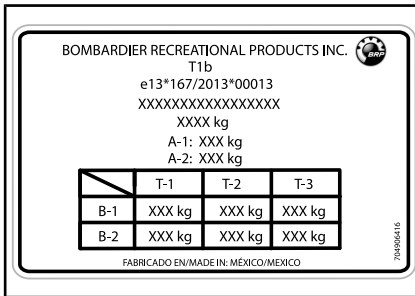 BOMBARDIER RECREATIONAL PRODUCTS INC.
BRP
T1b
e13*167/2013*00013
XXXXXXXXXXXXXXXXX
XXXX kg
A-1: XXX kg
A-2: XXX kg
T-1 T-2 T-3
B-1 XXX kg XXX kg XXX kg
B-2 XXX kg XXX kg XXX kg
FABRICADO EN/MADE IN: MÉXICO/MEXICO
704906416